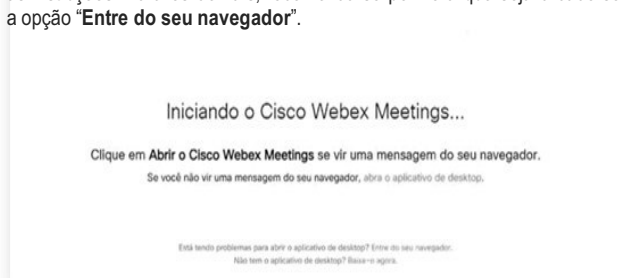 a opção “Entre do seu navegador”.
Iniciando o Cisco Webex Meetings...
Clique em Abrir o Cisco Webex Meetings se vir uma mensagem do seu navegador.
Se você não vir uma mensagem do seu navegador, abra o aplicativo de desktop.
Está tendo problemas para abrir o aplicativo de desktop? Entre do seu navegador.
Não tem o aplicativo de desktop? Baixe-o agora.